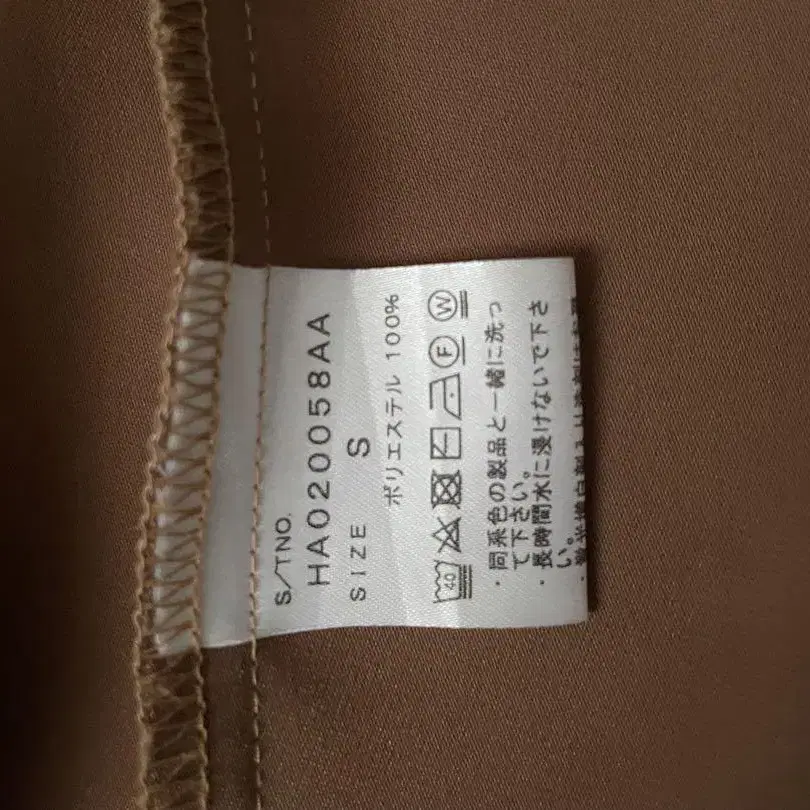 S/TNO.
HA020058AA
SIZE S
ポリエステル 100%
40 F W
・同系色の製品と一緒に洗っ
て下さい。
・長時間水に浸けないで下さ
い。